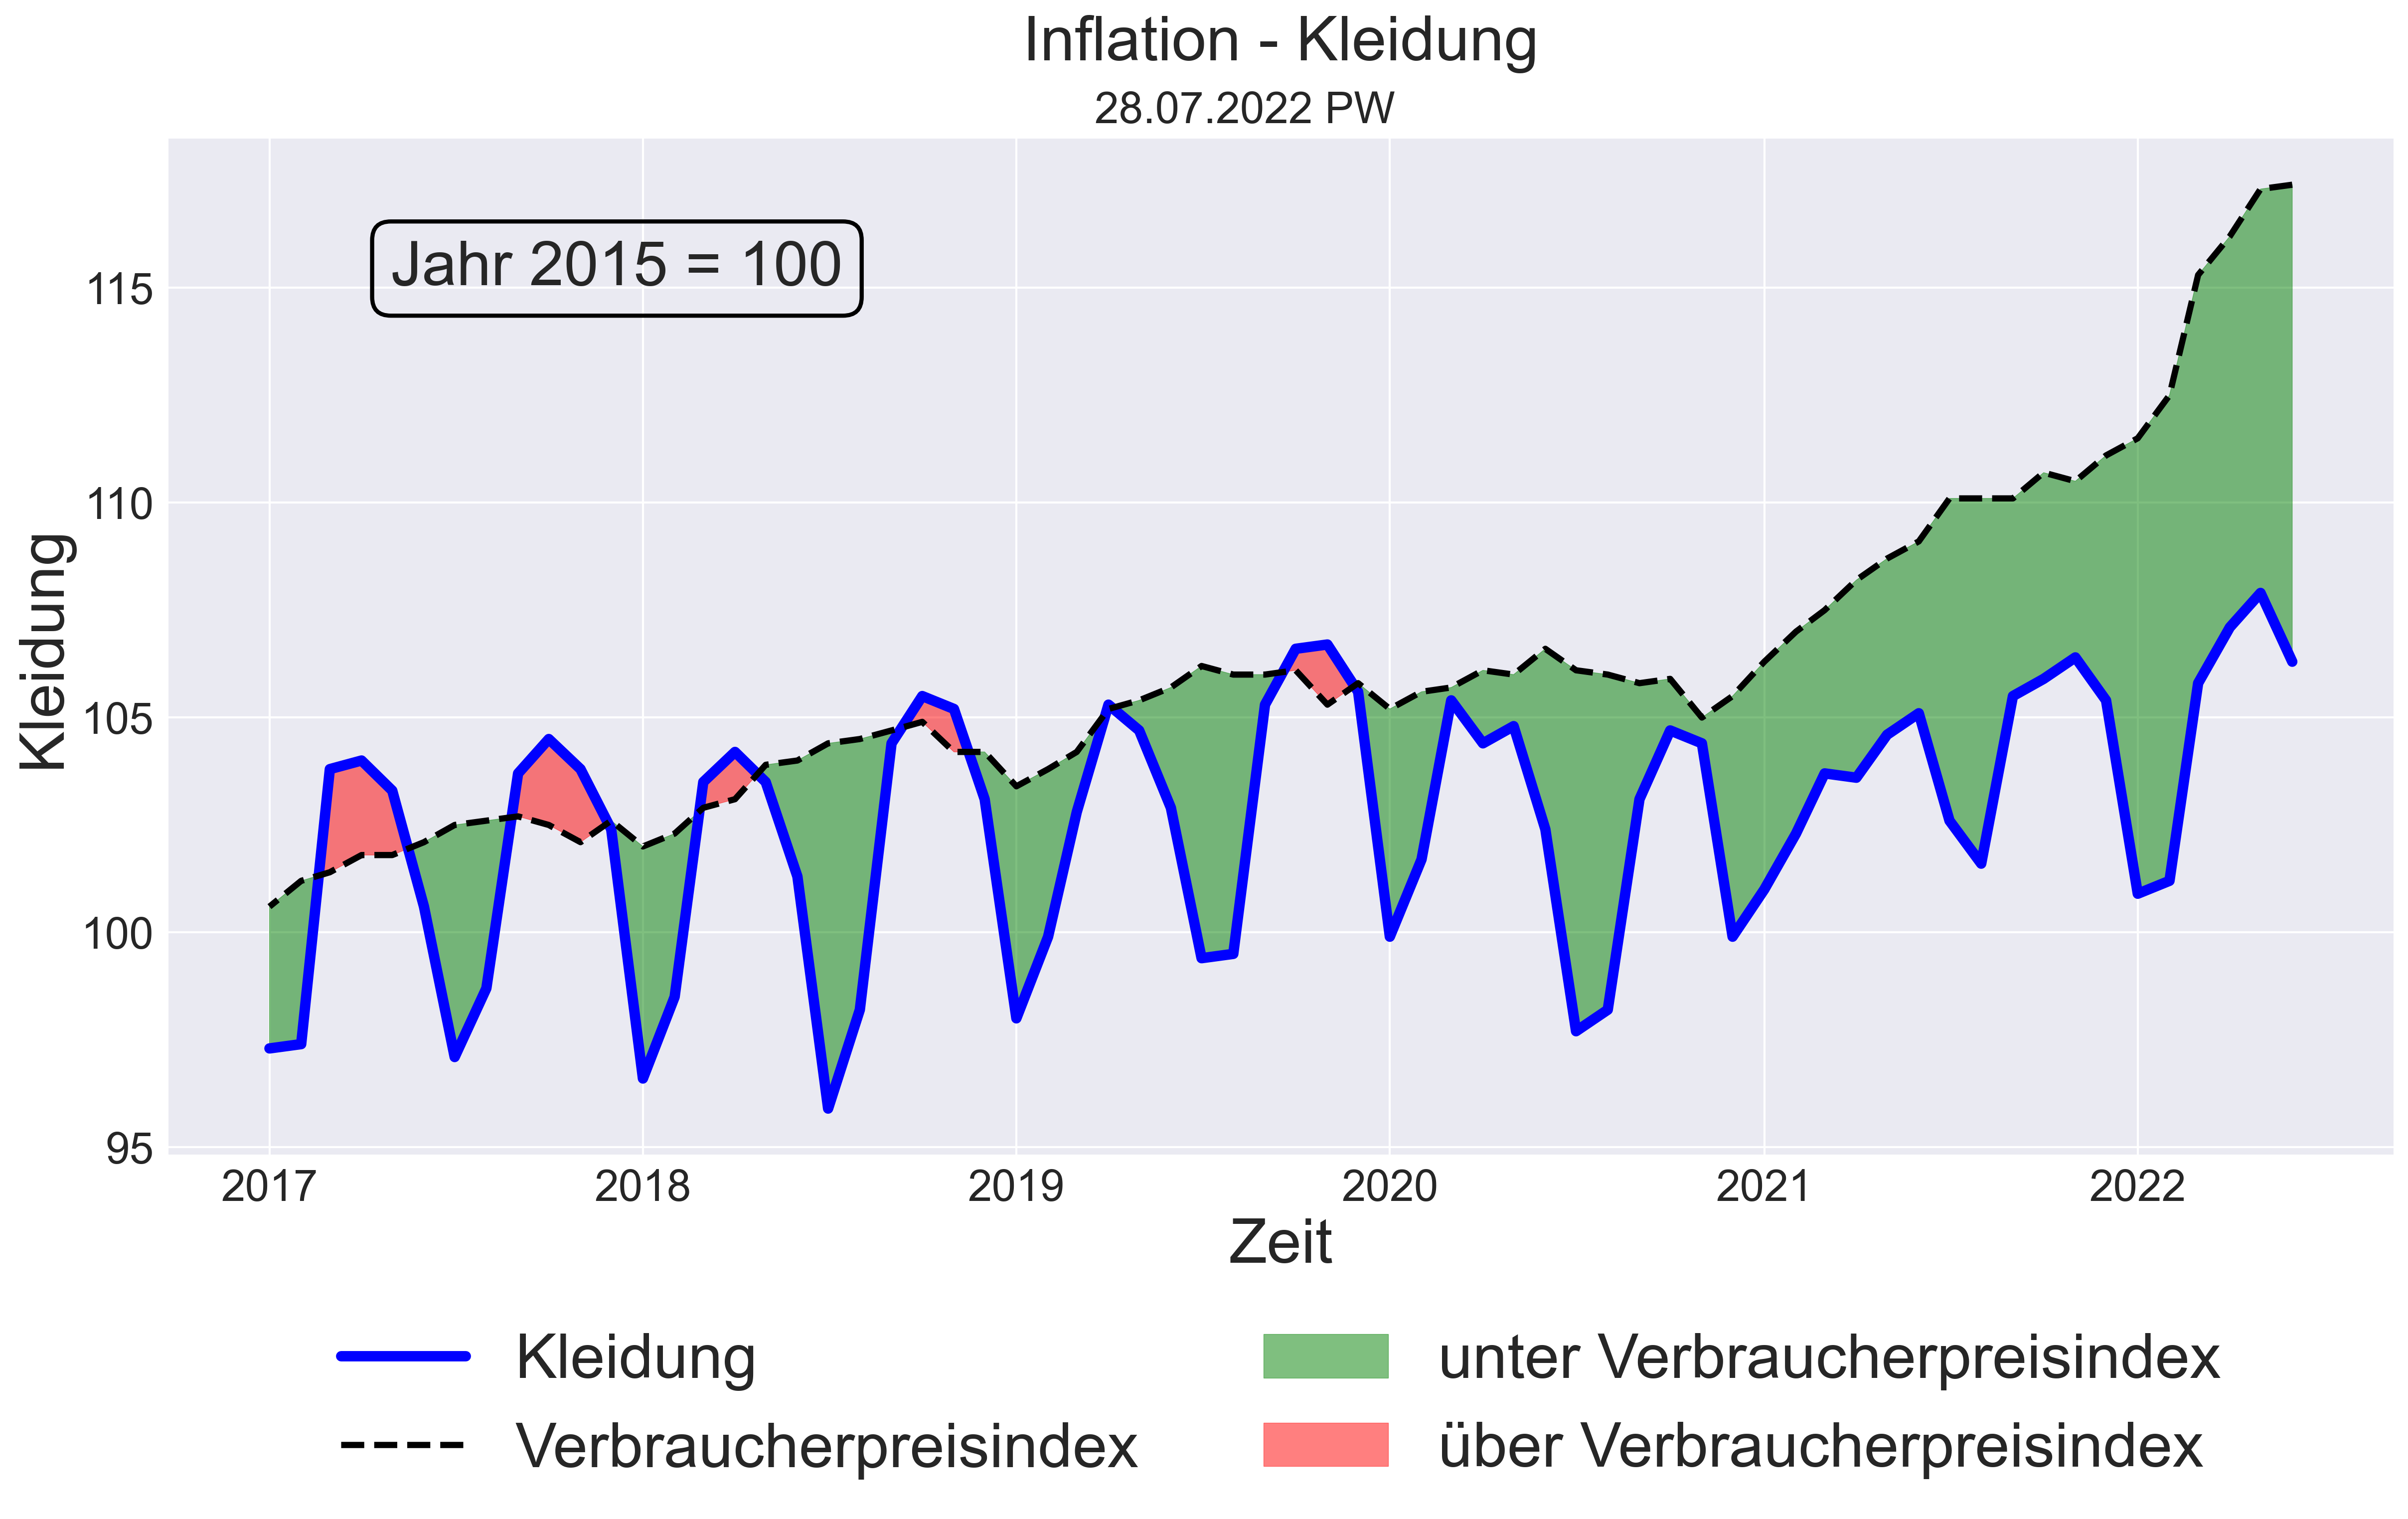 Inflation - Kleidung
28.07.2022 PW
Jahr 2015 = 100
Kleidung
115
110
105
100
95
2017 2018 2019 2020 2021 2022
Zeit
Kleidung
Verbraucherpreisindex
unter Verbraucherpreisindex
über Verbraucherpreisindex